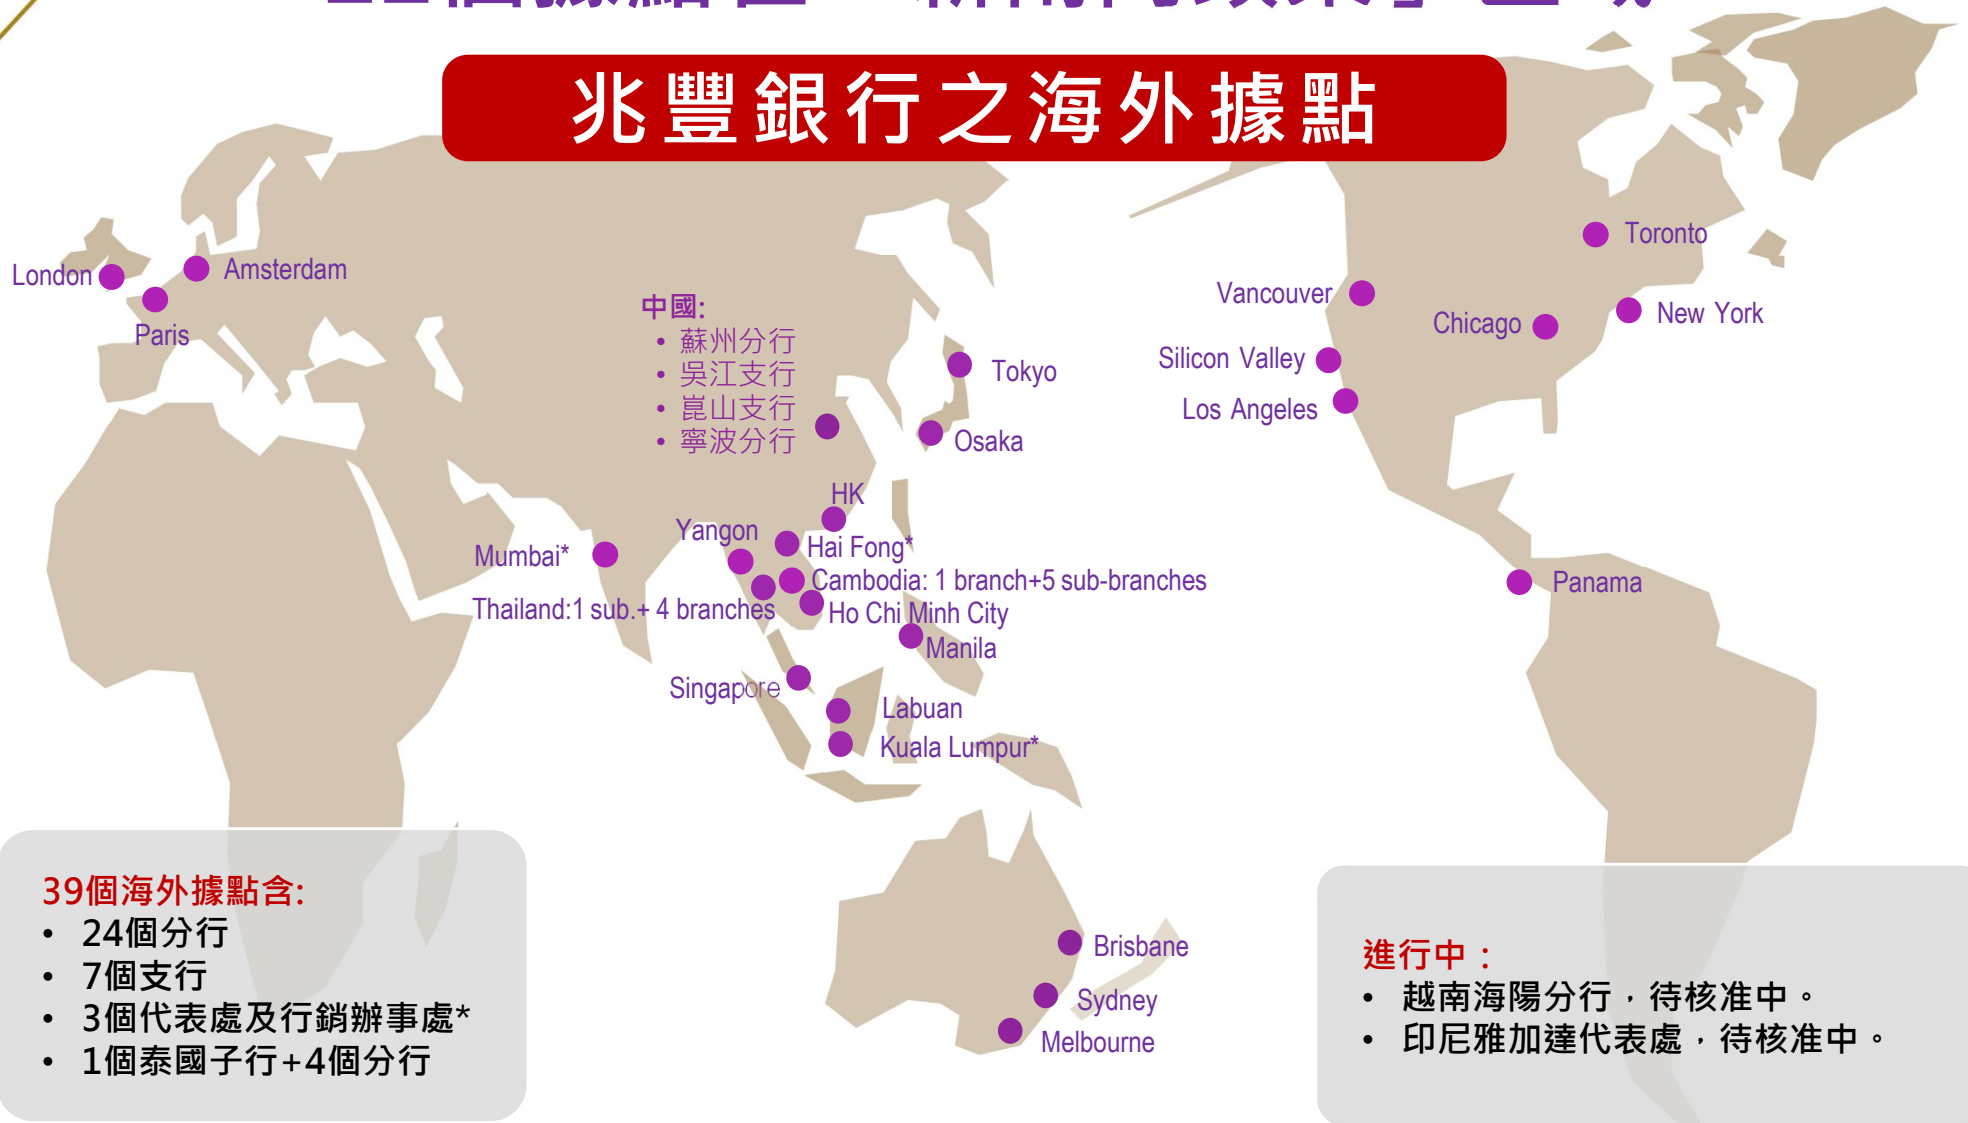 兆豐銀行之海外據點
London
Amsterdam
Paris
中國:
• 蘇州分行
• 吳江支行
• 崑山支行
• 寧波分行
Tokyo
Osaka
HK
Yangon
Hai Fong*
Mumbai*
Cambodia: 1 branch+5 sub-branches
Thailand:1 sub.+ 4 branches
Ho Chi Minh City
Manila
Singapore
Labuan
Kuala Lumpur*
Brisbane
Sydney
Melbourne
Toronto
Vancouver
Chicago
New York
Silicon Valley
Los Angeles
Panama
39個海外據點含:
• 24個分行
• 7個支行
• 3個代表處及行銷辦事處*
• 1個泰國子行+4個分行
進行中：
• 越南海陽分行，待核准中。
• 印尼雅加達代表處，待核准中。